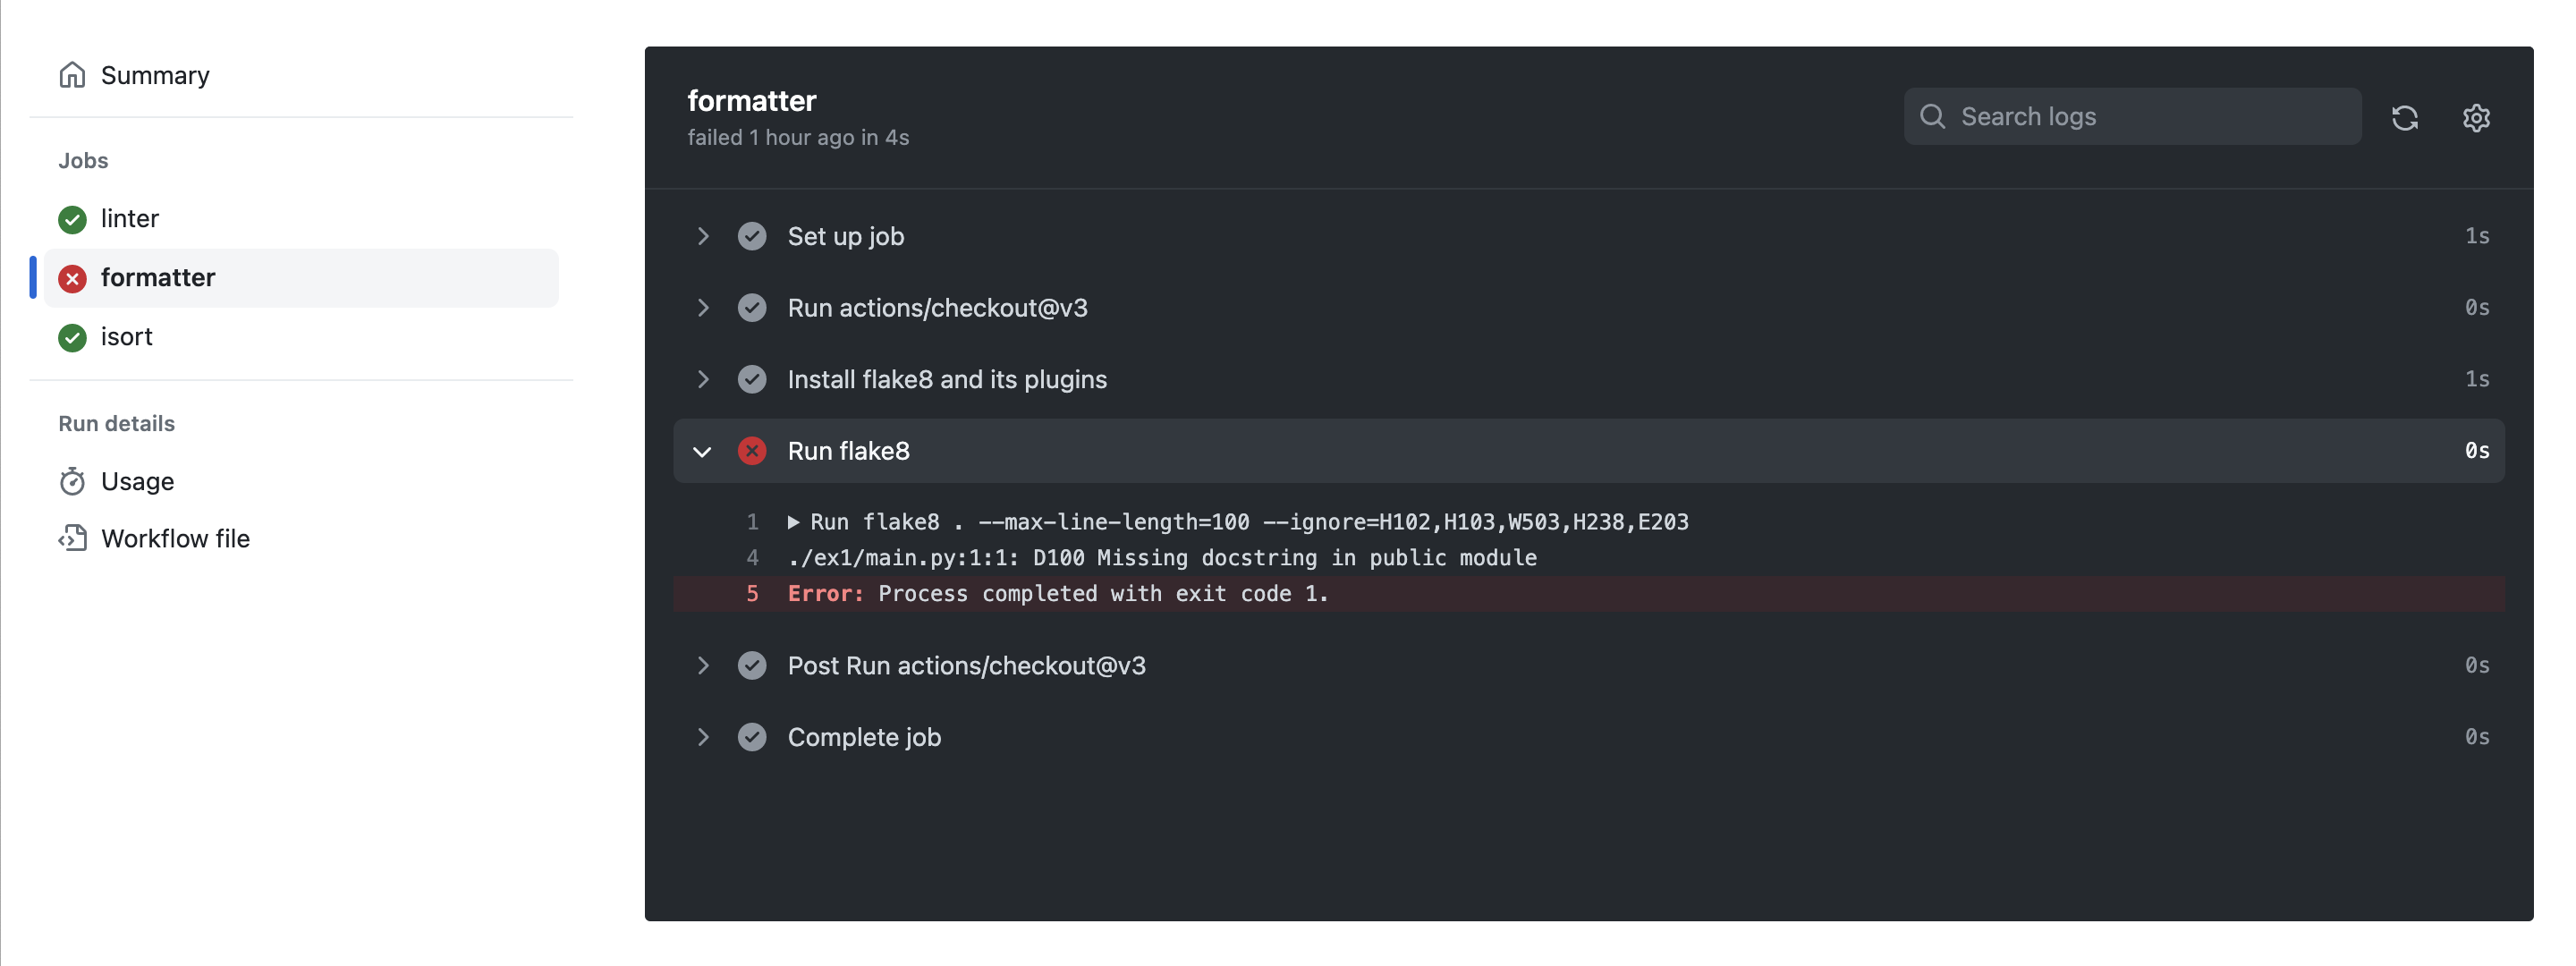 Summary
Jobs
linter
formatter
isort
Run details
Usage
Workflow file
formatter
failed 1 hour ago in 4s
Search logs
Set up job 1s
Run actions/checkout@v3 0s
Install flake8 and its plugins 1s
Run flake8 0s
1 Run flake8 . --max-line-length=100 --ignore=H102,H103,W503,H238,E203
4 ./ex1/main.py:1:1: D100 Missing docstring in public module
5 Error: Process completed with exit code 1.
Post Run actions/checkout@v3 0s
Complete job 0s